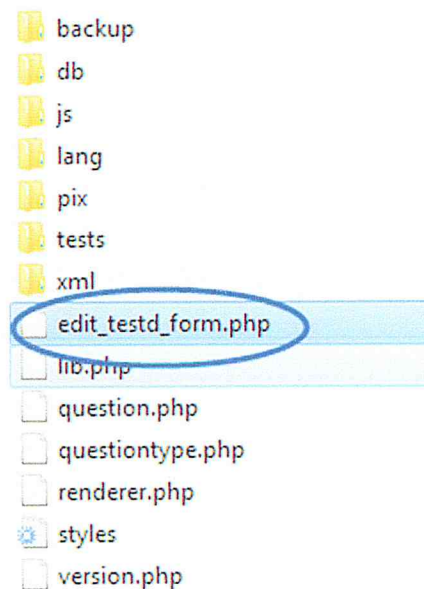 backup
db
js
lang
pix
tests
xml
edit_testd_form.php
lib.php
question.php
questiontype.php
renderer.php
styles
version.php